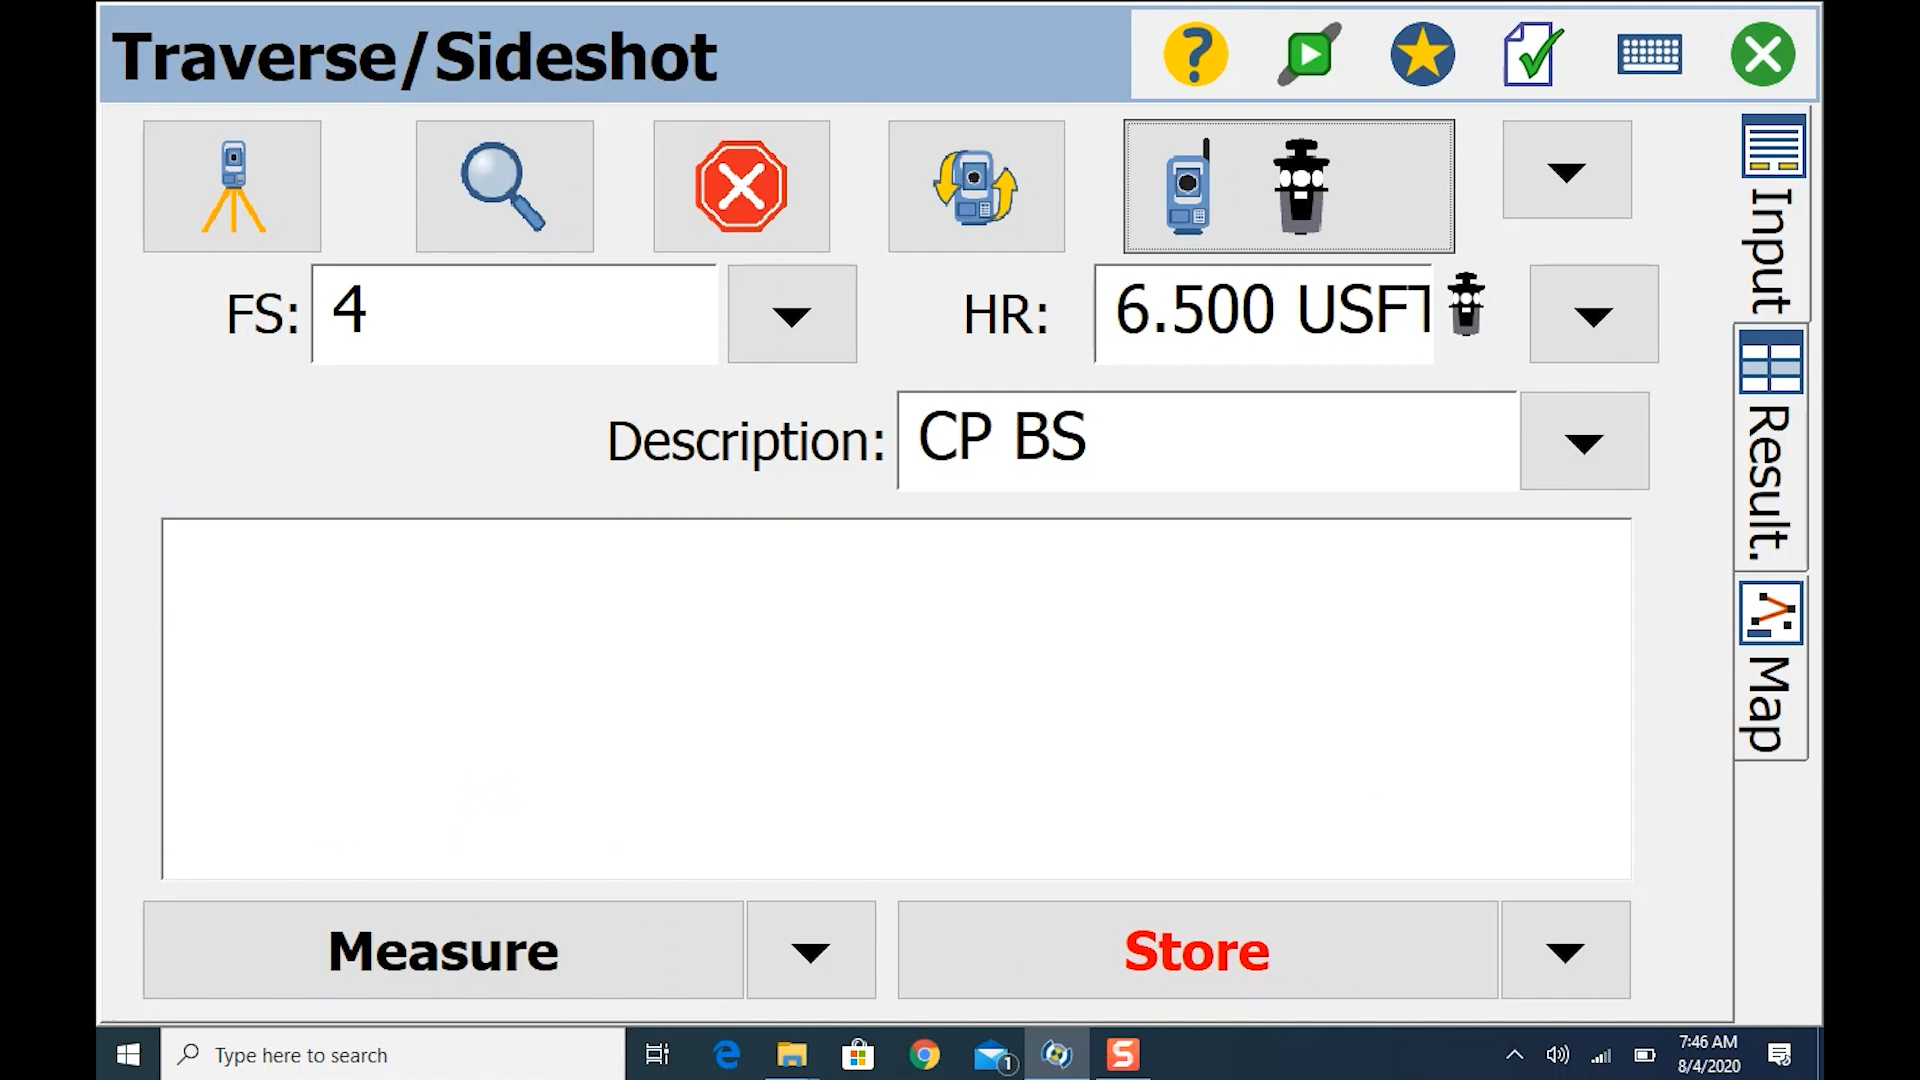 Traverse/Sideshot
FS: 4
HR: 6.500 USFT
Description: CP BS
Input
Result.
Map
Measure
Store
Type here to search
1
7:46 AM
8/4/2020